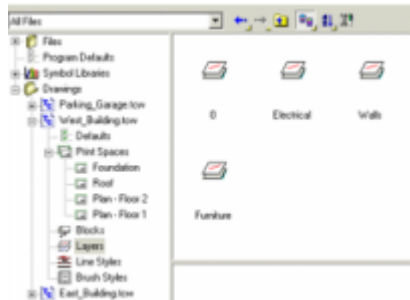 All Files
Files
Program Defaults
Symbol Libraries
Drawings
Parking_Garage.tcw
West_Building.tcw
Defaults
Print Spaces
Foundation
Roof
Plan - Floor 2
Plan - Floor 1
Blocks
Layers
Line Styles
Brush Styles
East_Building.tcw
0
Electrical
Walls
Furniture